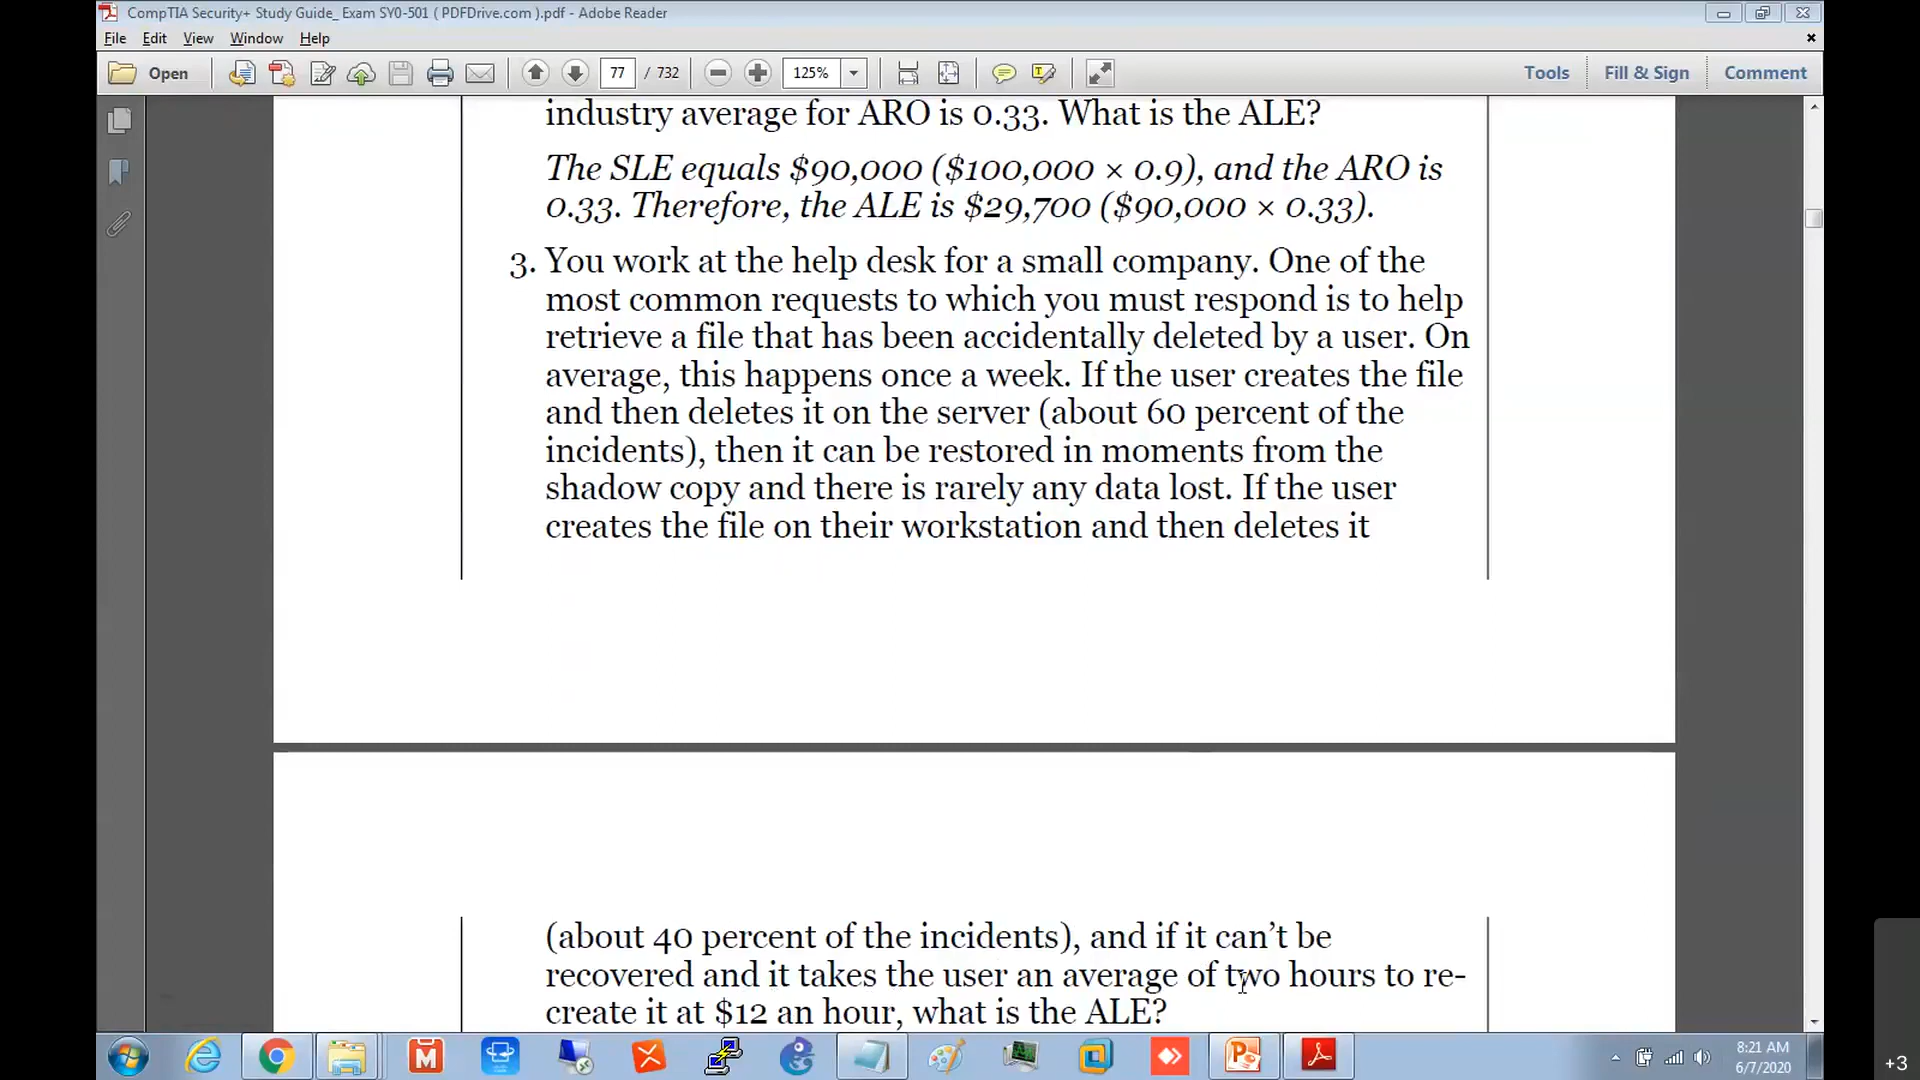 CompTIA Security+ Study Guide_ Exam SY0-501 ( PDFDrive.com ).pdf - Adobe Reader
File Edit View Window Help
Open 77 / 732 125% Tools Fill & Sign Comment
industry average for ARO is 0.33. What is the ALE?
The SLE equals $90,000 ($100,000 × 0.9), and the ARO is
0.33. Therefore, the ALE is $29,700 ($90,000 × 0.33).
3. You work at the help desk for a small company. One of the
most common requests to which you must respond is to help
retrieve a file that has been accidentally deleted by a user. On
average, this happens once a week. If the user creates the file
and then deletes it on the server (about 60 percent of the
incidents), then it can be restored in moments from the
shadow copy and there is rarely any data lost. If the user
creates the file on their workstation and then deletes it
(about 40 percent of the incidents), and if it can’t be
recovered and it takes the user an average of two hours to re-
create it at $12 an hour, what is the ALE?
8:21 AM
6/7/2020
+3